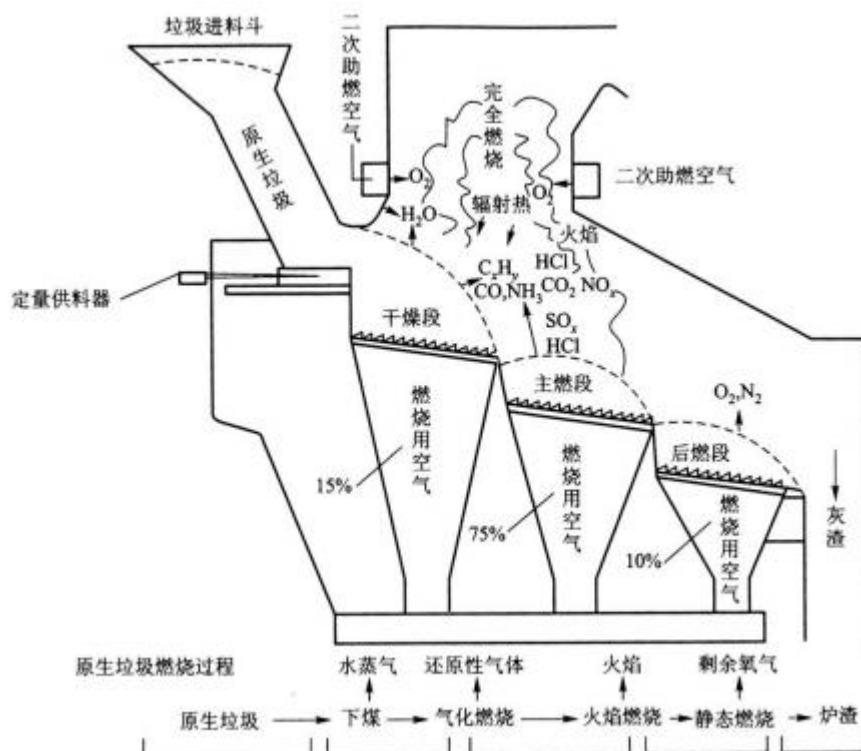 垃圾进料斗
二次助燃空气
完全燃烧
原生垃圾
O₂
O₂
二次助燃空气
H₂O
辐射热
火焰
CₓHᵧ
HCl
CO,NH₃
CO₂ NOₓ
定量供料器
SOₓ
HCl
干燥段
主燃段
O₂,N₂
后燃段
燃烧用空气
15%
燃烧用空气
75%
燃烧用空气
10%
灰渣
原生垃圾燃烧过程
水蒸气 还原性气体 火焰 剩余氧气
原生垃圾 下煤 气化燃烧 火焰燃烧 静态燃烧 炉渣